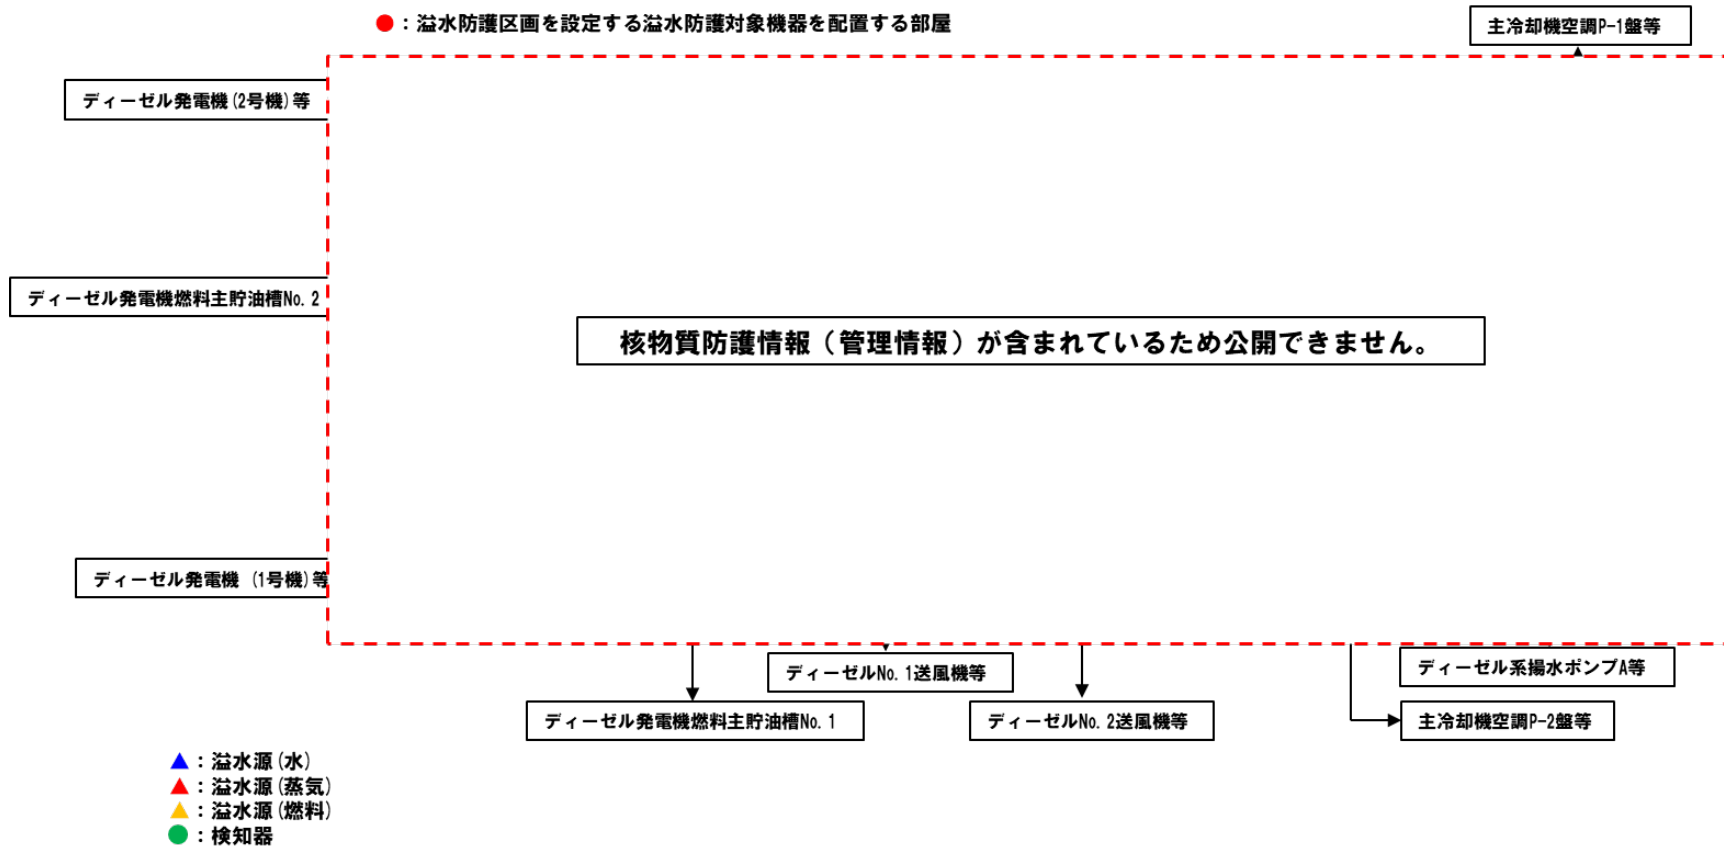 ●：溢水防護区画を設定する溢水防護対象機器を配置する部屋
主冷却機空調P-1盤等
ディーゼル発電機(2号機)等
ディーゼル発電機燃料主貯油槽No.2
核物質防護情報（管理情報）が含まれているため公開できません。
ディーゼル発電機 (1号機)等
ディーゼルNo.1送風機等
ディーゼル系揚水ポンプA等
ディーゼル発電機燃料主貯油槽No.1
ディーゼルNo.2送風機等
主冷却機空調P-2盤等
▲：溢水源(水)
▲：溢水源(蒸気)
▲：溢水源(燃料)
●：検知器